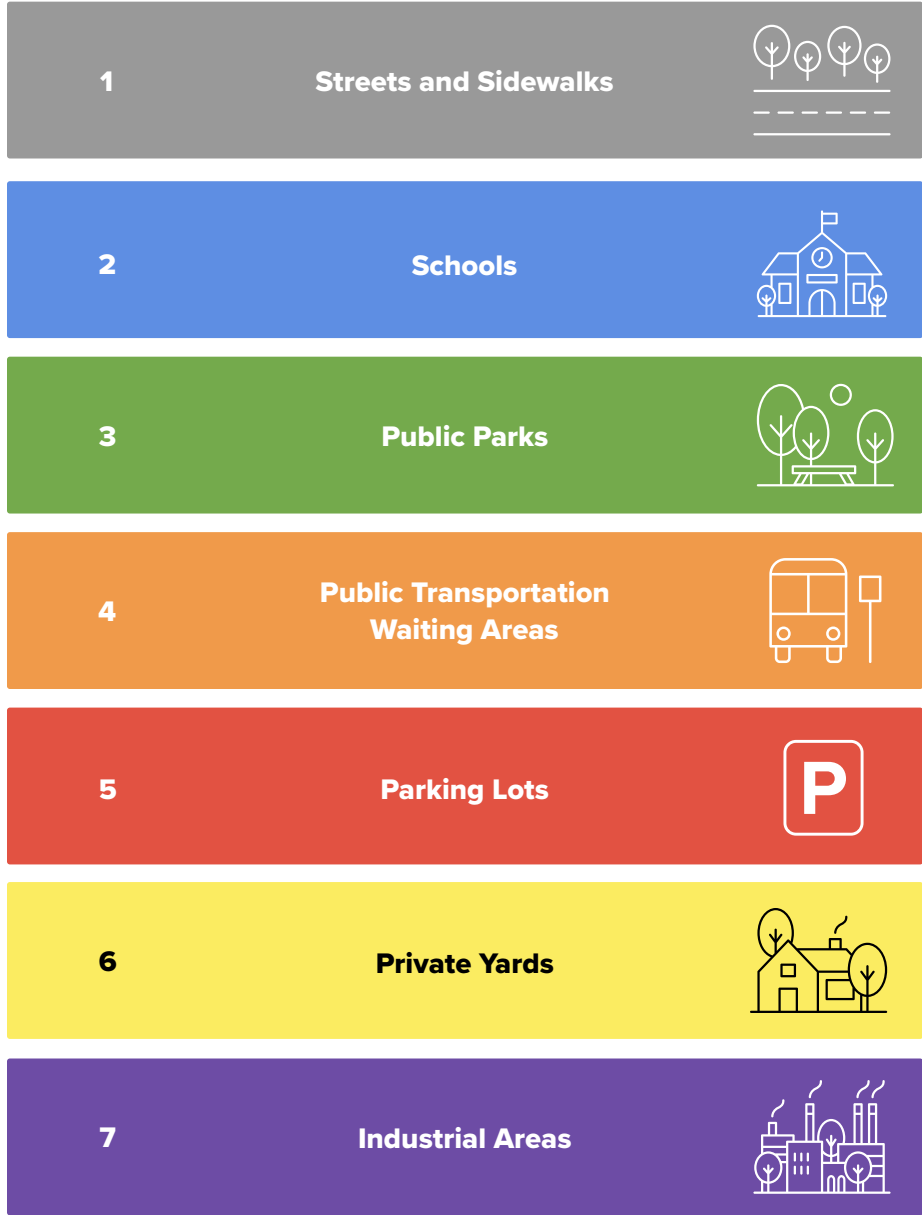 1 Streets and Sidewalks
2 Schools
3 Public Parks
4 Public Transportation
Waiting Areas
5 Parking Lots
P
6 Private Yards
7 Industrial Areas